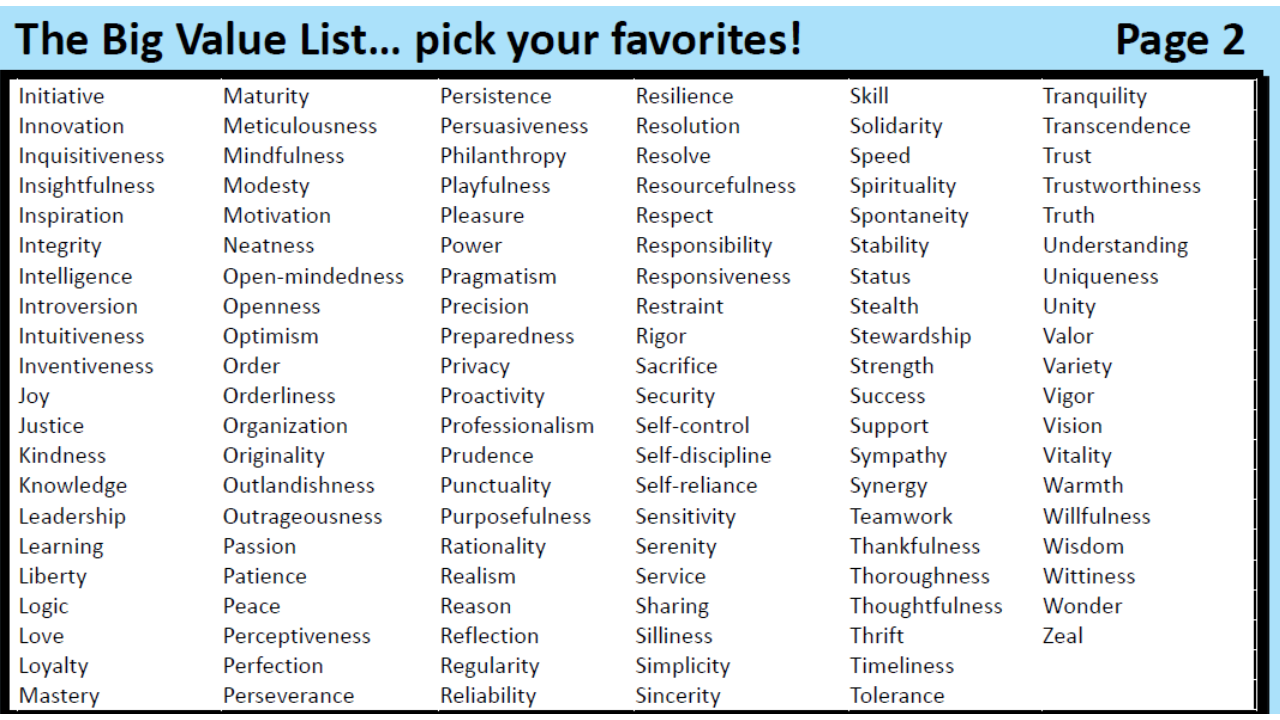 The Big Value List... pick your favorites! Page 2
Initiative Maturity Persistence Resilience Skill Tranquility
Innovation Meticulousness Persuasiveness Resolution Solidarity Transcendence
Inquisitiveness Mindfulness Philanthropy Resolve Speed Trust
Insightfulness Modesty Playfulness Resourcefulness Spirituality Trustworthiness
Inspiration Motivation Pleasure Respect Spontaneity Truth
Integrity Neatness Power Responsibility Stability Understanding
Intelligence Open-mindedness Pragmatism Responsiveness Status Uniqueness
Introversion Openness Precision Restraint Stealth Unity
Intuitiveness Optimism Preparedness Rigor Stewardship Valor
Inventiveness Order Privacy Sacrifice Strength Variety
Joy Orderliness Proactivity Security Success Vigor
Justice Organization Professionalism Self-control Support Vision
Kindness Originality Prudence Self-discipline Sympathy Vitality
Knowledge Outlandishness Punctuality Self-reliance Synergy Warmth
Leadership Outrageousness Purposefulness Sensitivity Teamwork Willfulness
Learning Passion Rationality Serenity Thankfulness Wisdom
Liberty Patience Realism Service Thoroughness Wittiness
Logic Peace Reason Sharing Thoughtfulness Wonder
Love Perceptiveness Reflection Silliness Thrift Zeal
Loyalty Perfection Regularity Simplicity Timeliness
Mastery Perseverance Reliability Sincerity Tolerance